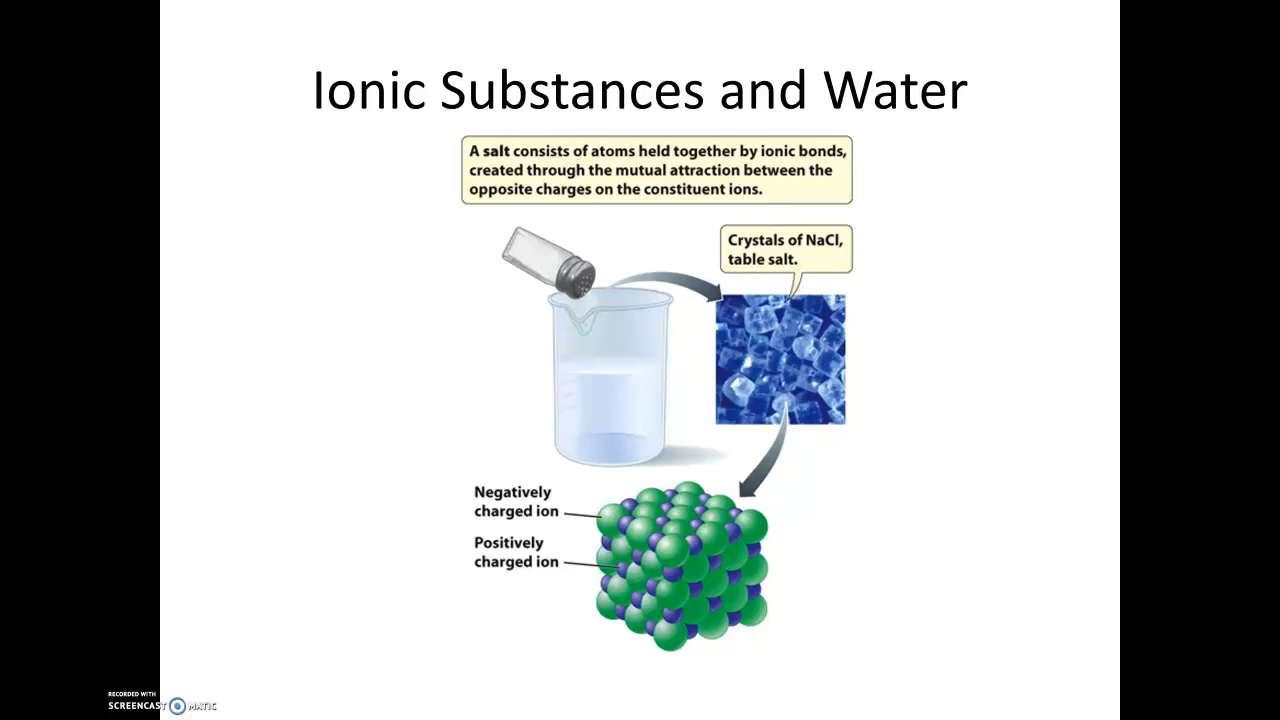 Ionic Substances and Water
A salt consists of atoms held together by ionic bonds,
created through the mutual attraction between the
opposite charges on the constituent ions.
Crystals of NaCl,
table salt.
Negatively
charged ion
Positively
charged ion
RECORDED WITH
SCREENCAST MATIC